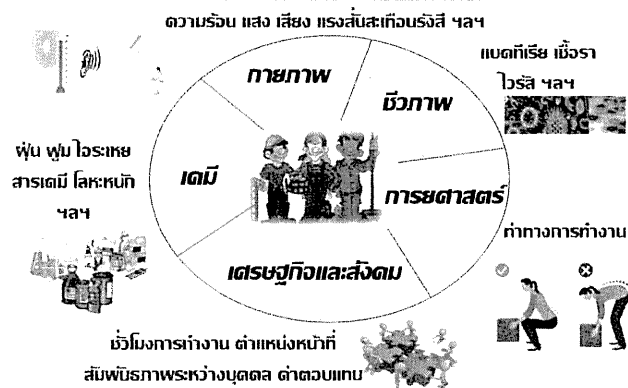 ความร้อน แสง เสียง แรงสั่นสะเทือนรังสี ฯลฯ
กายภาพ
ชีวภาพ
แบคทีเรีย เชื้อรา
ไวรัส ฯลฯ
เคมี
ฝุ่น ฟูม ไอระเหย
สารเคมี โลหะหนัก
ฯลฯ
การยศาสตร์
ท่าทางการทำงาน
เศรษฐกิจและสังคม
ชั่วโมงการทำงาน ตำแหน่งหน้าที่
สัมพันธภาพระหว่างบุคคล ค่าตอบแทน